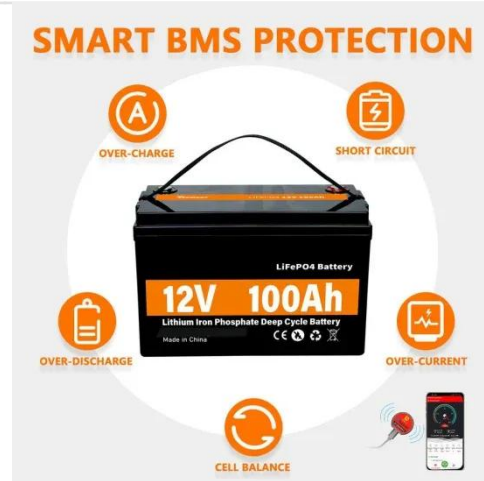 SMART BMS PROTECTION
A
OVER-CHARGE
SHORT CIRCUIT
LiFePO4 Battery
12V 100Ah
Lithium Iron Phosphate Deep Cycle Battery
Made in China
CE
OVER-DISCHARGE
OVER-CURRENT
CELL BALANCE